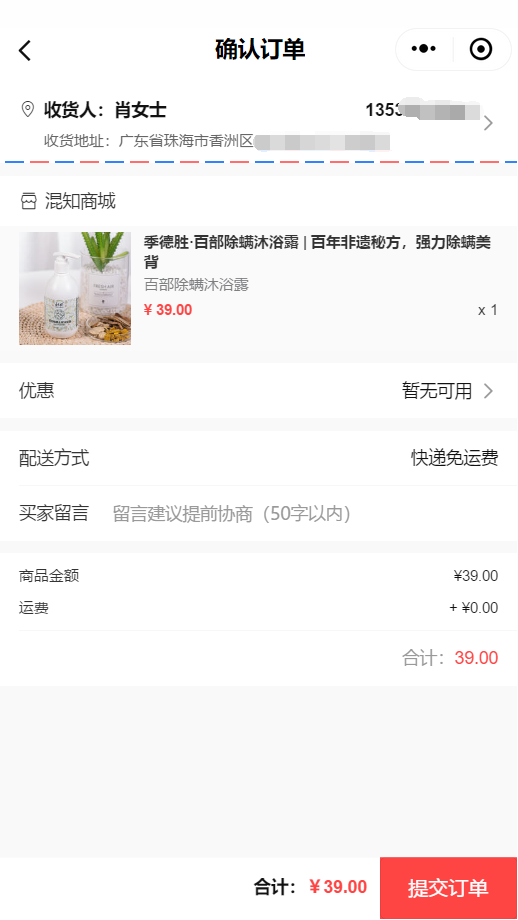 确认订单
收货人：肖女士
1353
收货地址：广东省珠海市香洲区
混知商城
季德胜·百部除螨沐浴露 | 百年非遗秘方，强力除螨美
背
百部除螨沐浴露
¥ 39.00
x 1
优惠
暂无可用
配送方式
快递免运费
买家留言
留言建议提前协商（50字以内）
商品金额
¥39.00
运费
+ ¥0.00
合计：39.00
合计：¥39.00
提交订单